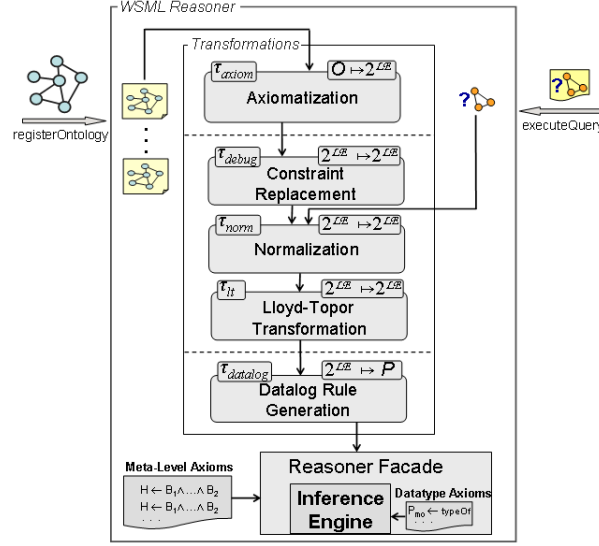 WSML Reasoner
Transformations
τaxiom O ↦ 2^LE
Axiomatization
registerOntology
?
?
executeQuery
τdebug 2^LE ↦ 2^LE
Constraint
Replacement
τnorm 2^LE ↦ 2^LE
Normalization
τlt 2^LE ↦ 2^LE
Lloyd-Topor
Transformation
τdatalog 2^LE ↦ P
Datalog Rule
Generation
Meta-Level Axioms
H ← B1∧...∧ B2
H ← B1∧...∧ B2
. . .
Reasoner Facade
Inference
Engine
Datatype Axioms
Pmo ← typeOf
. . .